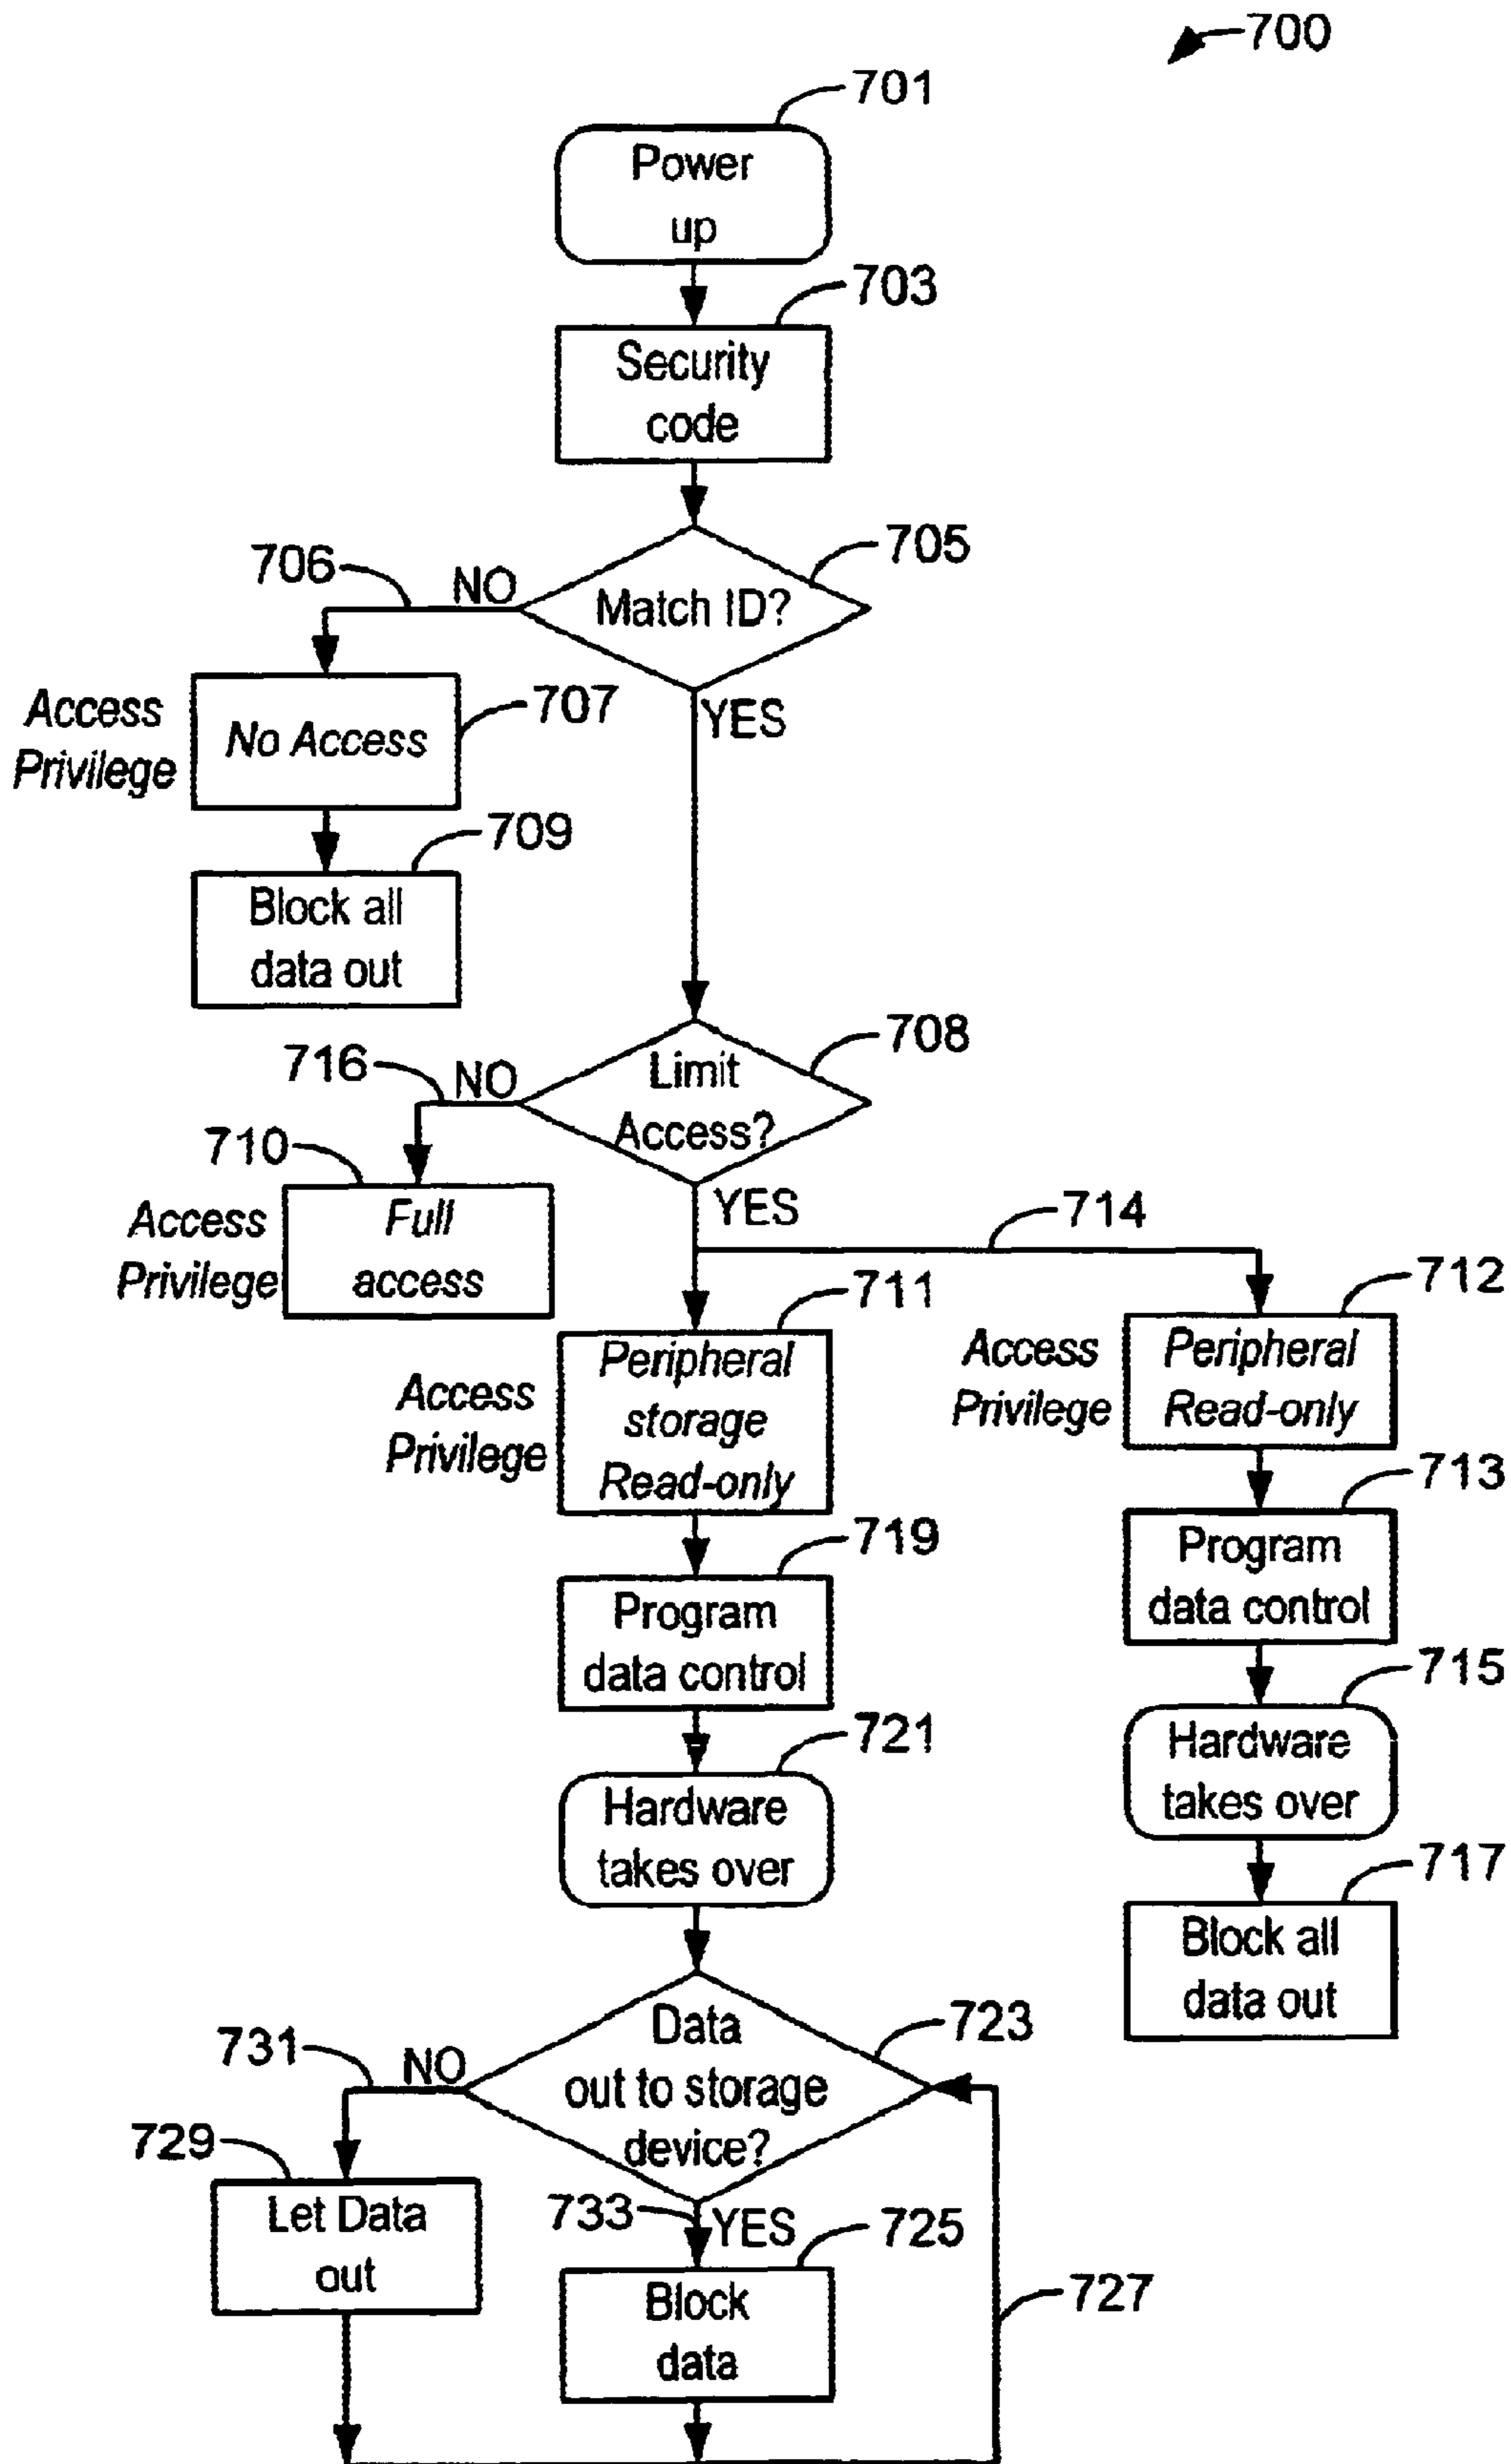 700
701
Power
up
703
Security
code
705
706
NO
Match ID?
YES
Access
Privilege
No Access
707
709
Block all
data out
708
716
NO
Limit
Access?
YES
710
Access
Privilege
Full
access
714
711
Access
Privilege
Peripheral
storage
Read-only
712
Access
Privilege
Peripheral
Read-only
719
Program
data control
713
Program
data control
721
Hardware
takes over
715
Hardware
takes over
717
Block all
data out
723
Data
out to storage
device?
731
NO
729
Let Data
out
733
YES
725
Block
data
727